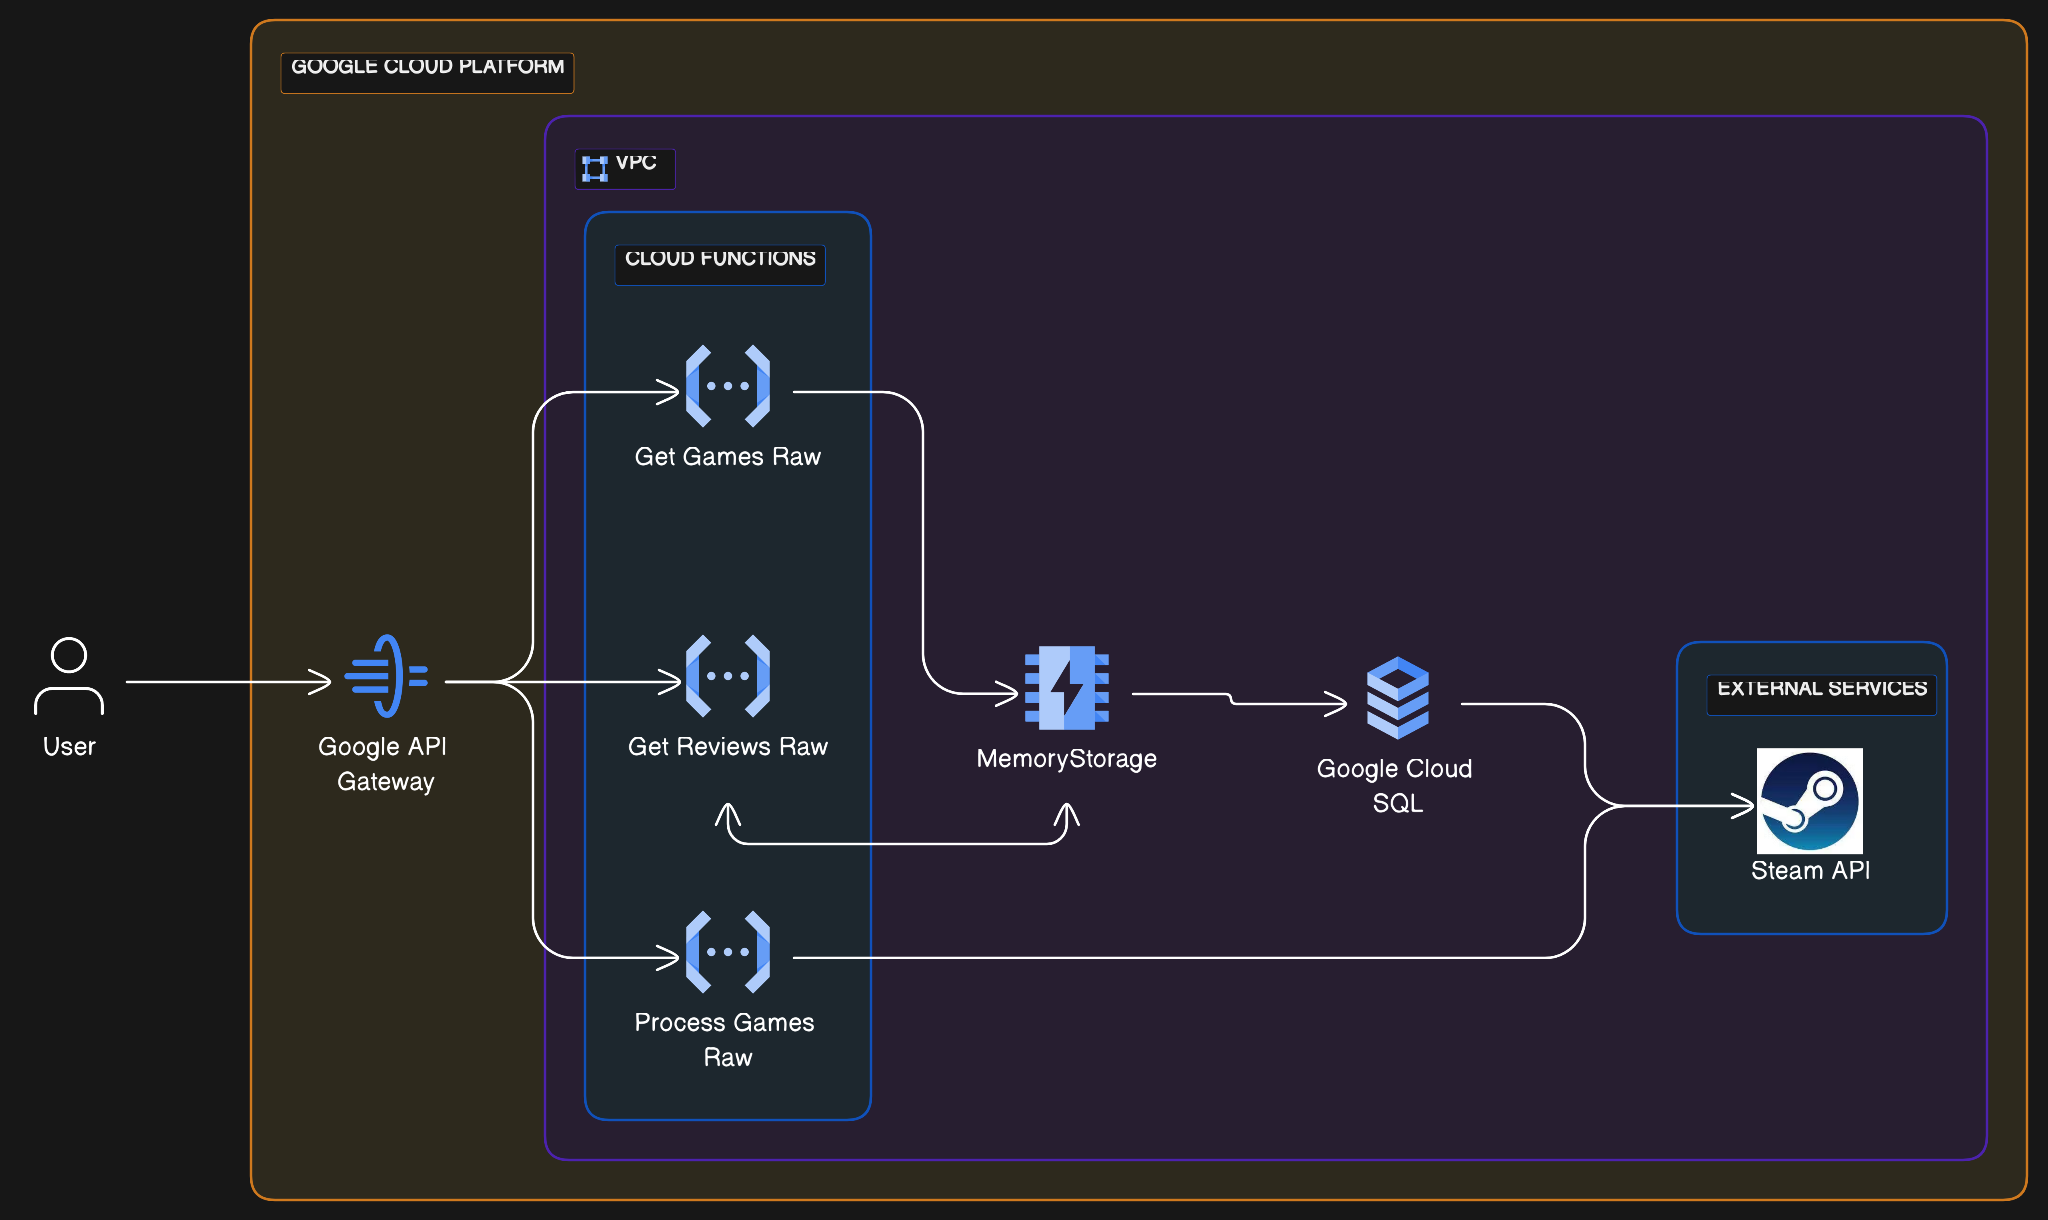 GOOGLE CLOUD PLATFORM
VPC
CLOUD FUNCTIONS
Get Games Raw
User
Google API
Gateway
Get Reviews Raw
MemoryStorage
Google Cloud
SQL
EXTERNAL SERVICES
Steam API
Process Games
Raw